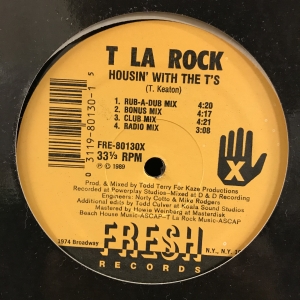 T LA ROCK
HOUSIN' WITH THE T'S
(T. Keaton)
1. RUB-A-DUB MIX 4:20
2. BONUS MIX 4:17
3. CLUB MIX 4:21
4. RADIO MIX 3:08
FRE-80130X
33⅓ RPM
℗ © 1989
X
0 3119-80130-1 5
Prod. & Mixed by Todd Terry For Kaze Productions
Recorded at Powerplay Studios–Mixed at D & D Recording
Engineers: Norty Cotto & Mike Rodgers
Additional edits by Todd Culver at Koala Sound Studios
Mastered by Howie Weinberg at Masterdisk
Beach House Music-ASCAP–T La Rock Music-ASCAP
1974 Broadway
FRESH
N.Y., N.Y.
RECORDS